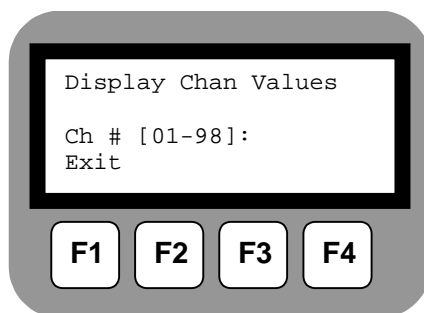 Display Chan Values
Ch # [01-98]:
Exit
F1 F2 F3 F4